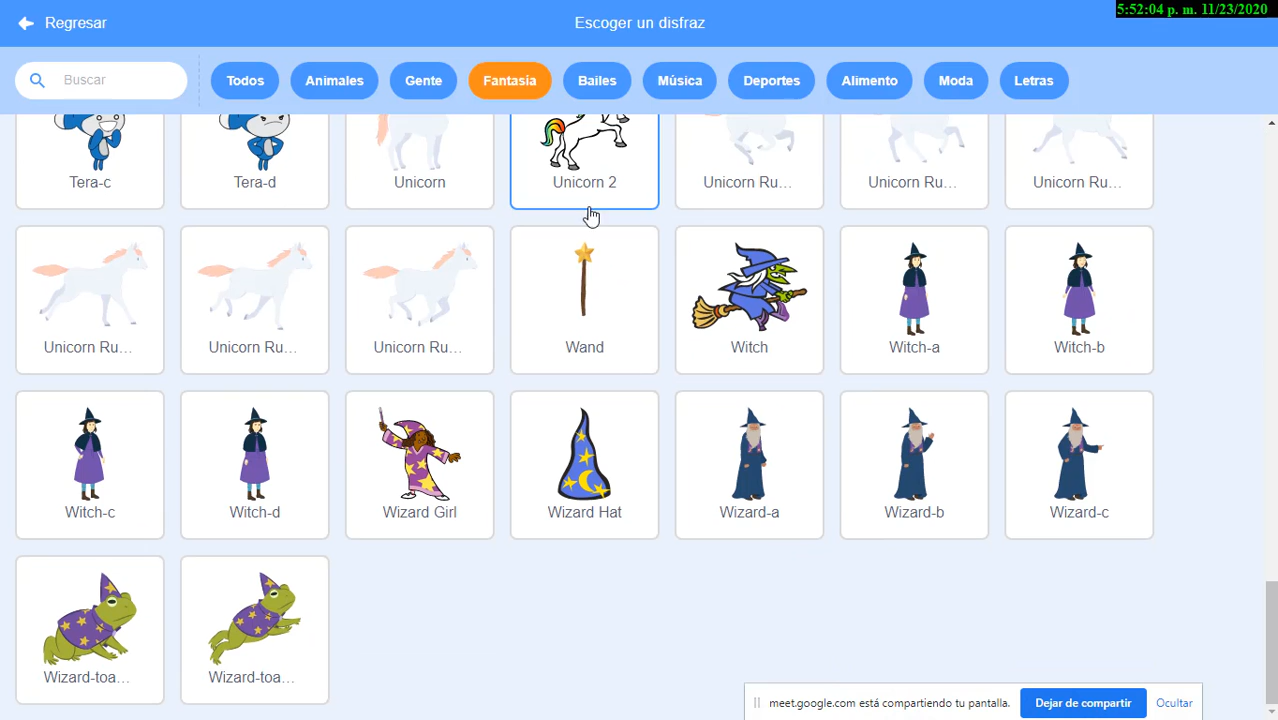 5:52:04 p. m. 11/23/2020
Regresar
Escoger un disfraz
Buscar
Todos
Animales
Gente
Fantasía
Bailes
Música
Deportes
Alimento
Moda
Letras
Tera-c
Tera-d
Unicorn
Unicorn 2
Unicorn Ru...
Unicorn Ru...
Unicorn Ru...
Unicorn Ru...
Unicorn Ru...
Unicorn Ru...
Wand
Witch
Witch-a
Witch-b
Witch-c
Witch-d
Wizard Girl
Wizard Hat
Wizard-a
Wizard-b
Wizard-c
Wizard-toa...
Wizard-toa...
meet.google.com está compartiendo tu pantalla.
Dejar de compartir
Ocultar